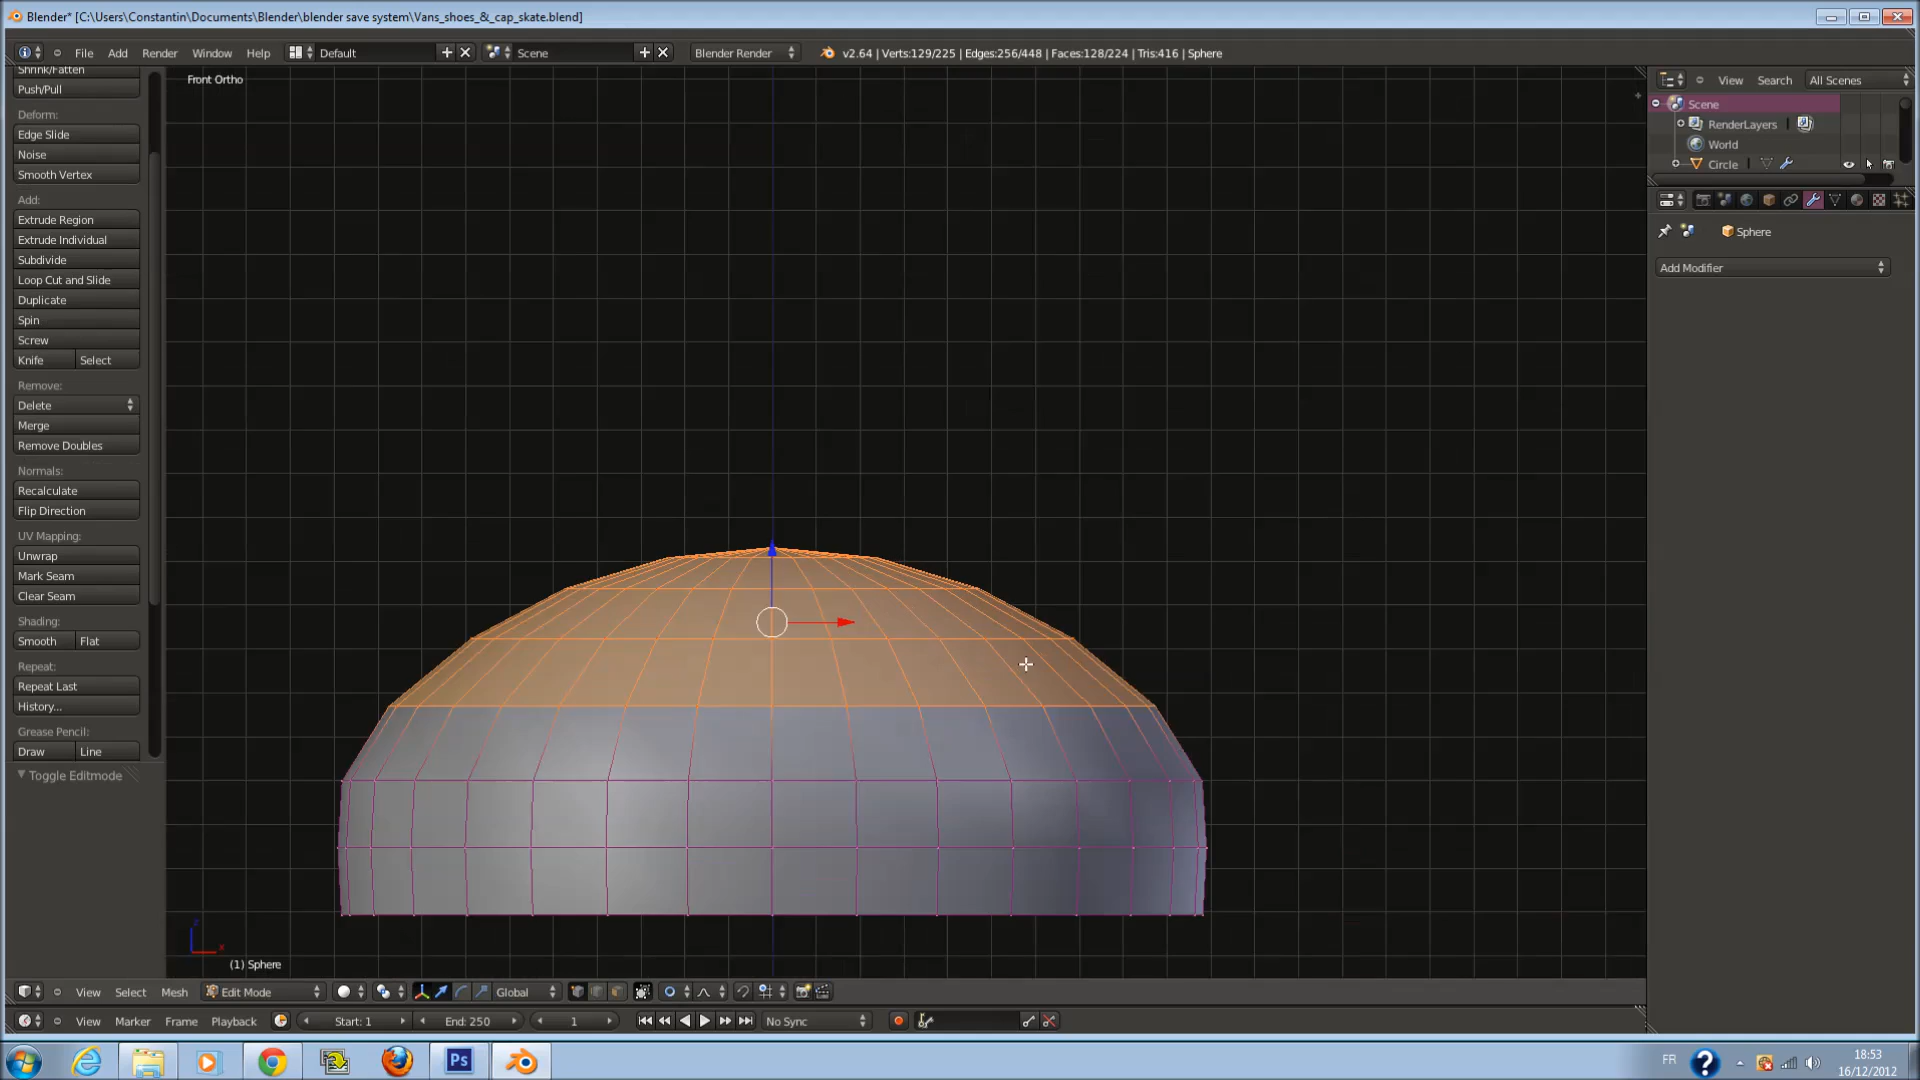 Blender* [C:\Users\Constantin\Documents\Blender\blender save system\Vans_shoes_&_cap_skate.blend]
File Add Render Window Help Default Scene Blender Render v2.64 | Verts:129/225 | Edges:256/448 | Faces:128/224 | Tris:416 | Sphere
Shrink/Fatten
Push/Pull
Deform:
Edge Slide
Noise
Smooth Vertex
Add:
Extrude Region
Extrude Individual
Subdivide
Loop Cut and Slide
Duplicate
Spin
Screw
Knife Select
Remove:
Delete
Merge
Remove Doubles
Normals:
Recalculate
Flip Direction
UV Mapping:
Unwrap
Mark Seam
Clear Seam
Shading:
Smooth Flat
Repeat:
Repeat Last
History...
Grease Pencil:
Draw Line
Toggle Editmode
Front Ortho
z
x
(1) Sphere
View Search All Scenes
Scene
RenderLayers
World
Circle
Sphere
Add Modifier
View Select Mesh Edit Mode Global
View Marker Frame Playback Start: 1 End: 250 1 No Sync
Ps
FR
?
18:53
16/12/2012